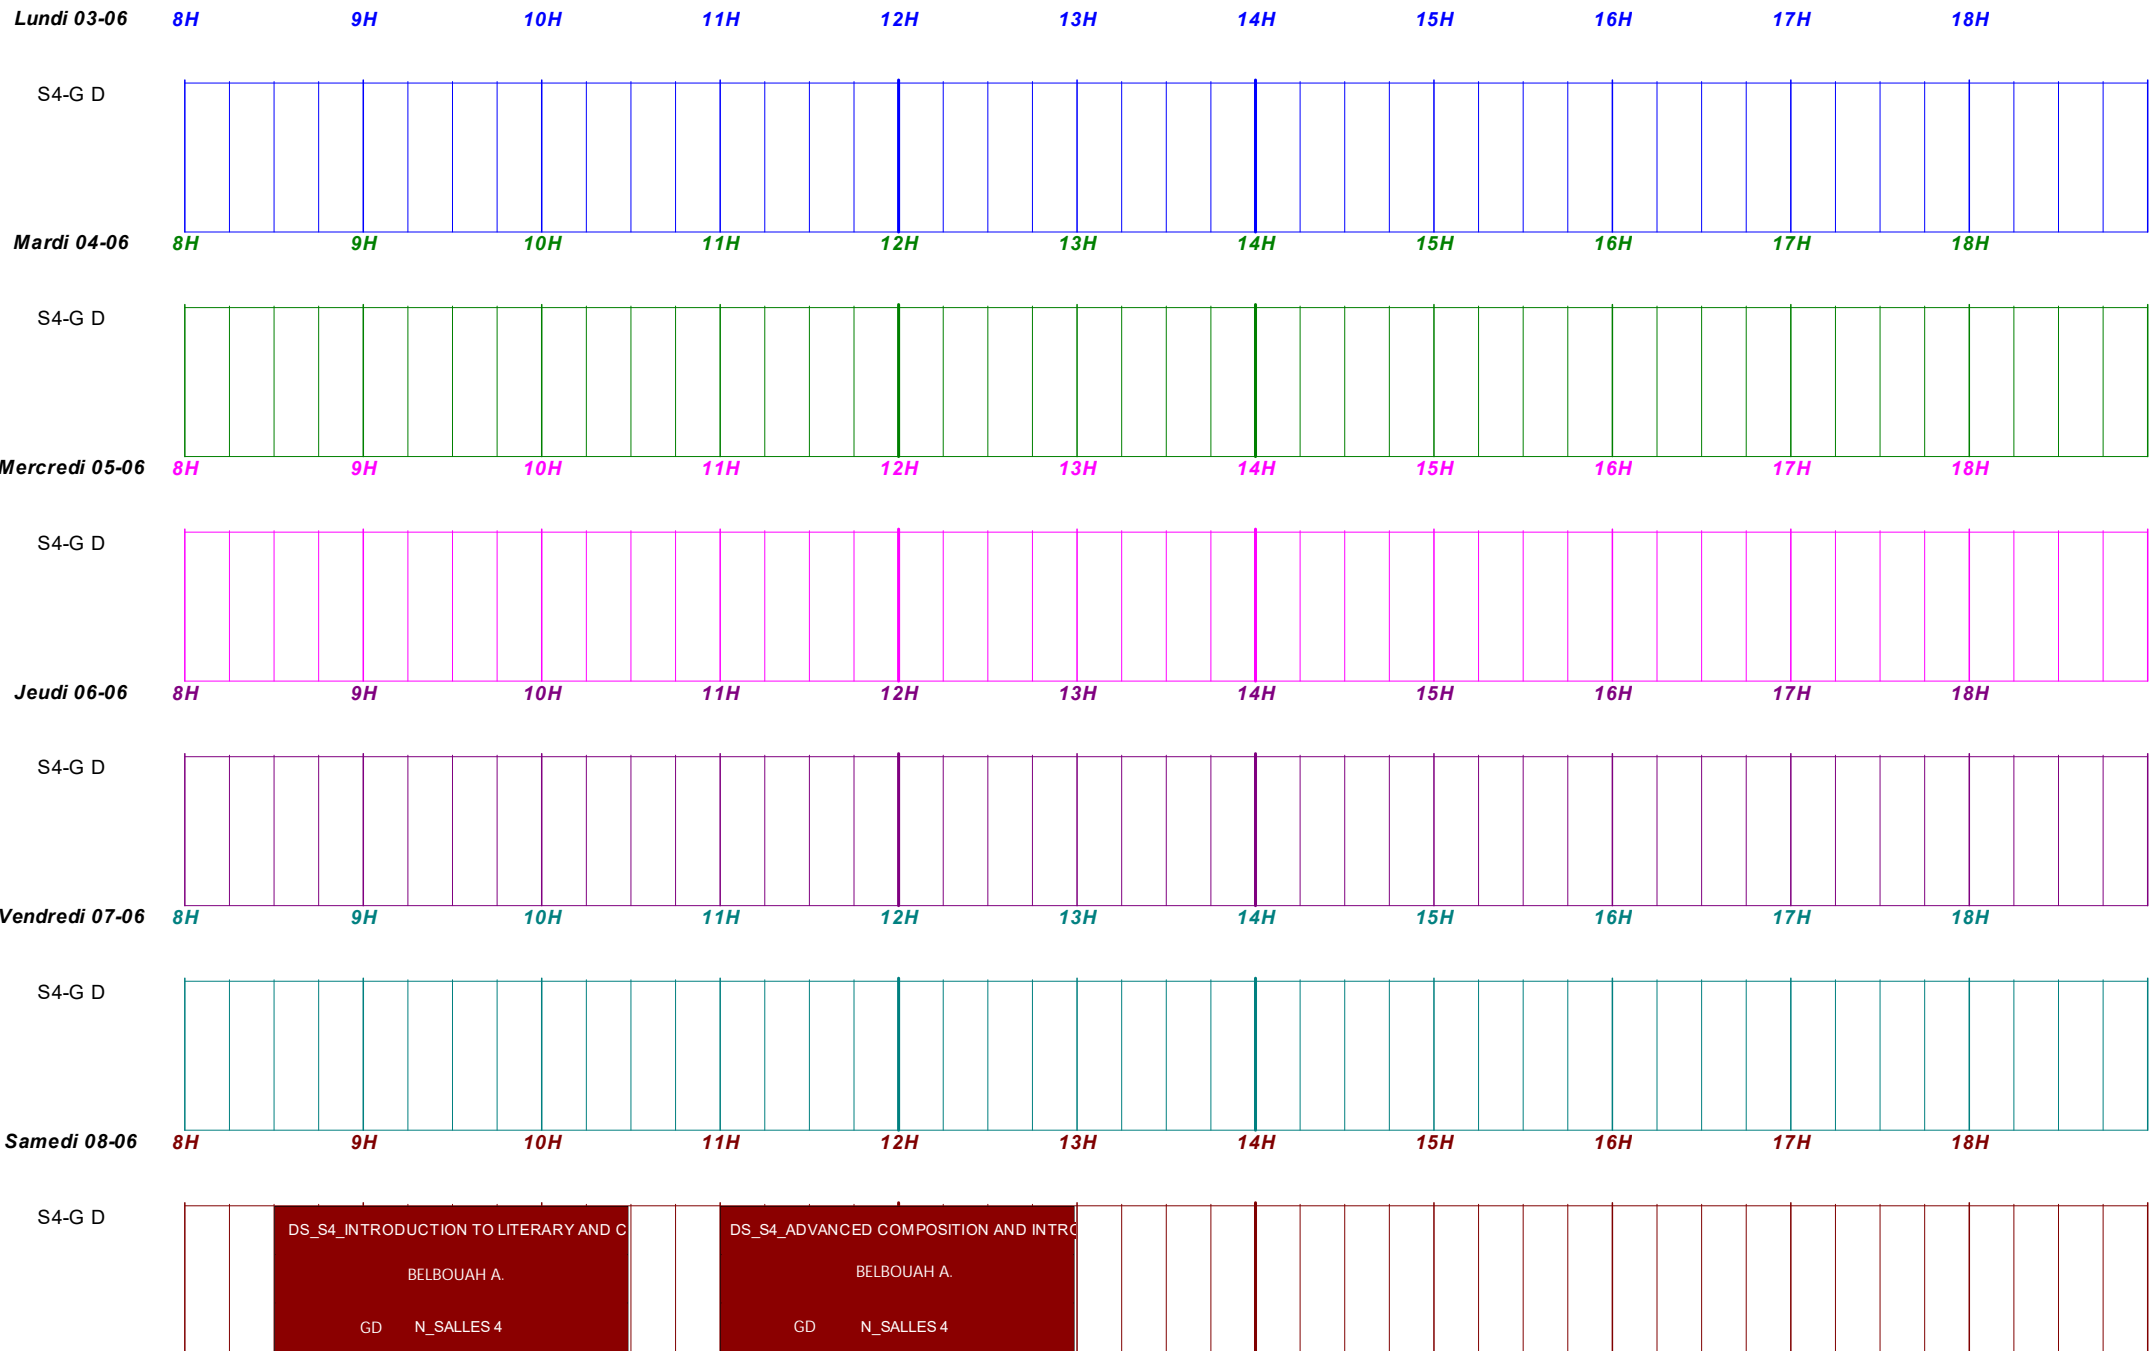 Lundi 03-06 8H 9H 10H 11H 12H 13H 14H 15H 16H 17H 18H
S4-G D
Mardi 04-06 8H 9H 10H 11H 12H 13H 14H 15H 16H 17H 18H
S4-G D
Mercredi 05-06 8H 9H 10H 11H 12H 13H 14H 15H 16H 17H 18H
S4-G D
Jeudi 06-06 8H 9H 10H 11H 12H 13H 14H 15H 16H 17H 18H
S4-G D
Vendredi 07-06 8H 9H 10H 11H 12H 13H 14H 15H 16H 17H 18H
S4-G D
Samedi 08-06 8H 9H 10H 11H 12H 13H 14H 15H 16H 17H 18H
S4-G D
DS_S4_INTRODUCTION TO LITERARY AND C
BELBOUAH A.
GD N_SALLES 4
DS_S4_ADVANCED COMPOSITION AND INTRO
BELBOUAH A.
GD N_SALLES 4